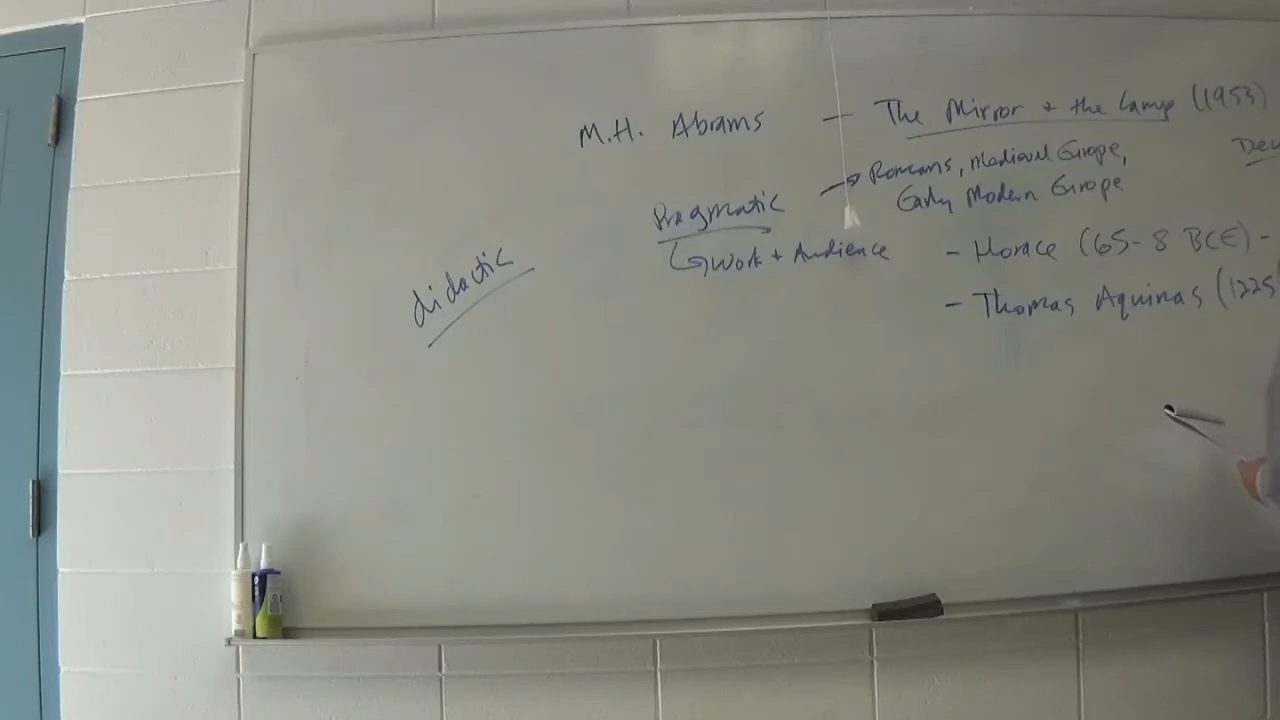 M.H. Abrams — The Mirror + the Lamp (1953)
Romans, Medieval Europe,
Early Modern Europe
Pragmatic
Work + Audience
didactic
- Horace (65-8 BCE) -
- Thomas Aquinas (1225